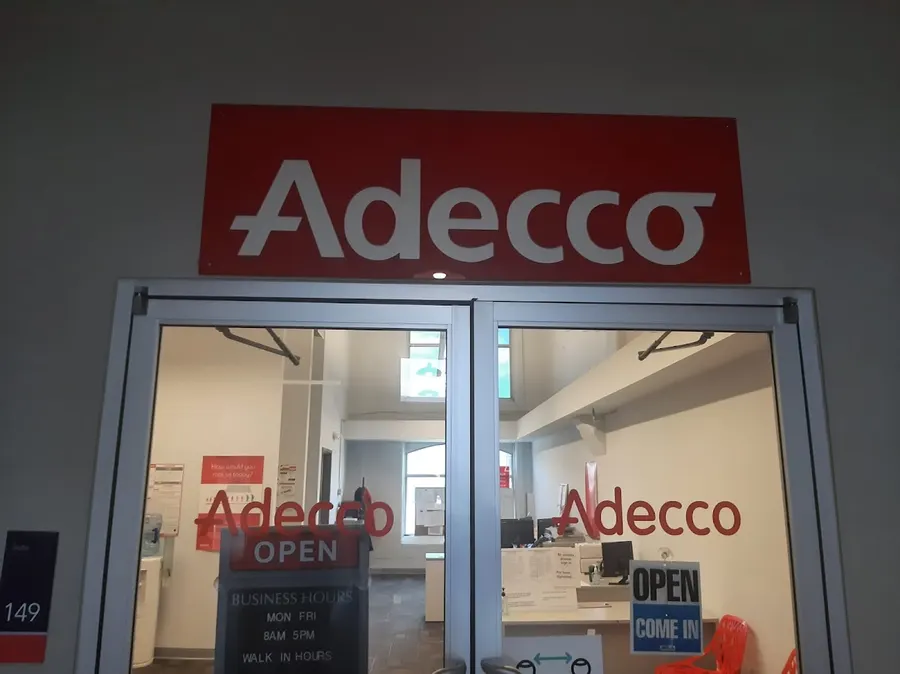 Adecco
Adecco
Adecco
OPEN
BUSINESS HOURS
MON FRI
8AM 5PM
WALK IN HOURS
OPEN
COME IN
149